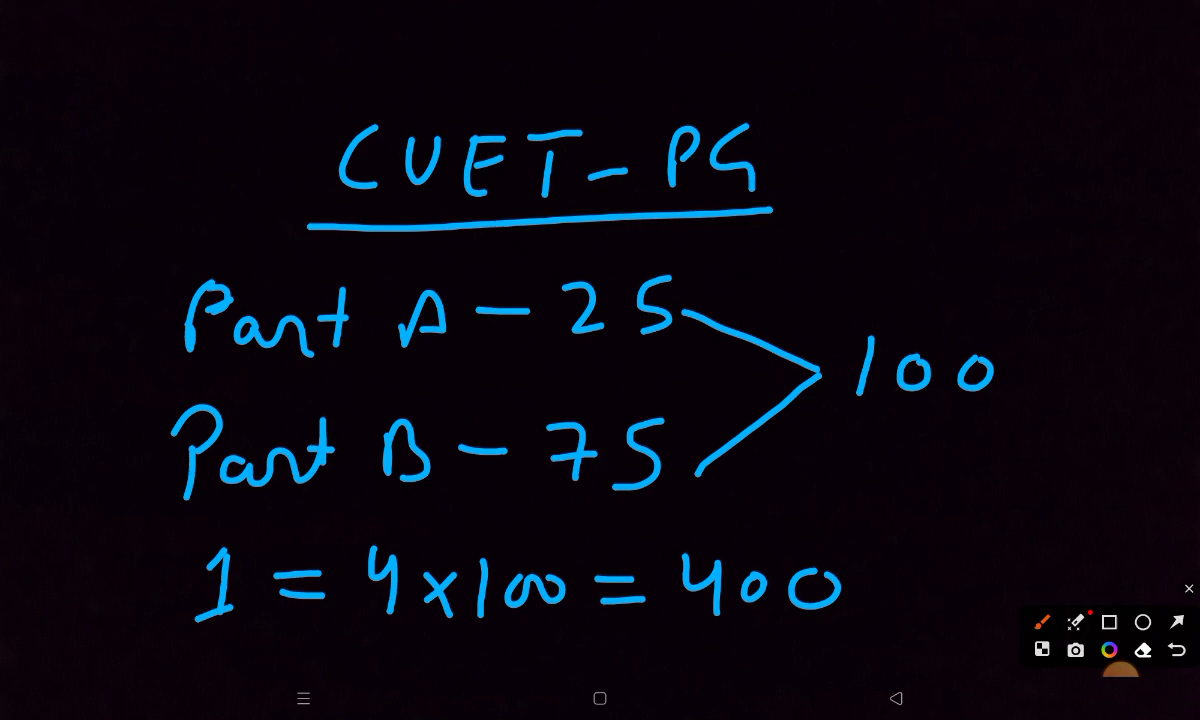 CUET-PG
Part A - 25
100
Part B - 75
1 = 4x100 = 400